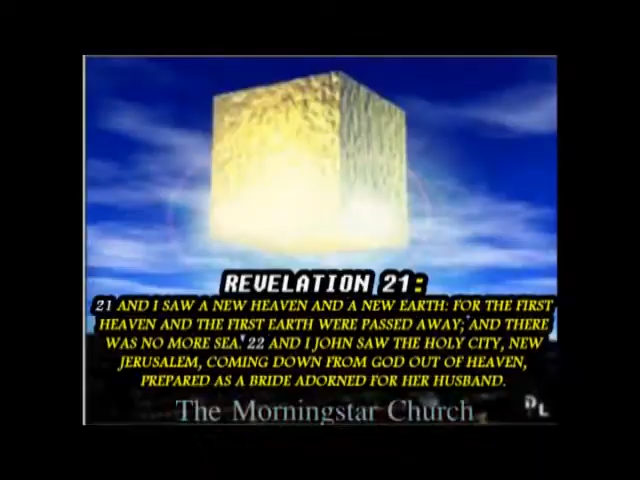 REVELATION 21:
21 AND I SAW A NEW HEAVEN AND A NEW EARTH: FOR THE FIRST
HEAVEN AND THE FIRST EARTH WERE PASSED AWAY; AND THERE
WAS NO MORE SEA. 22 AND I JOHN SAW THE HOLY CITY, NEW
JERUSALEM, COMING DOWN FROM GOD OUT OF HEAVEN,
PREPARED AS A BRIDE ADORNED FOR HER HUSBAND.
The Morningstar Church
PL